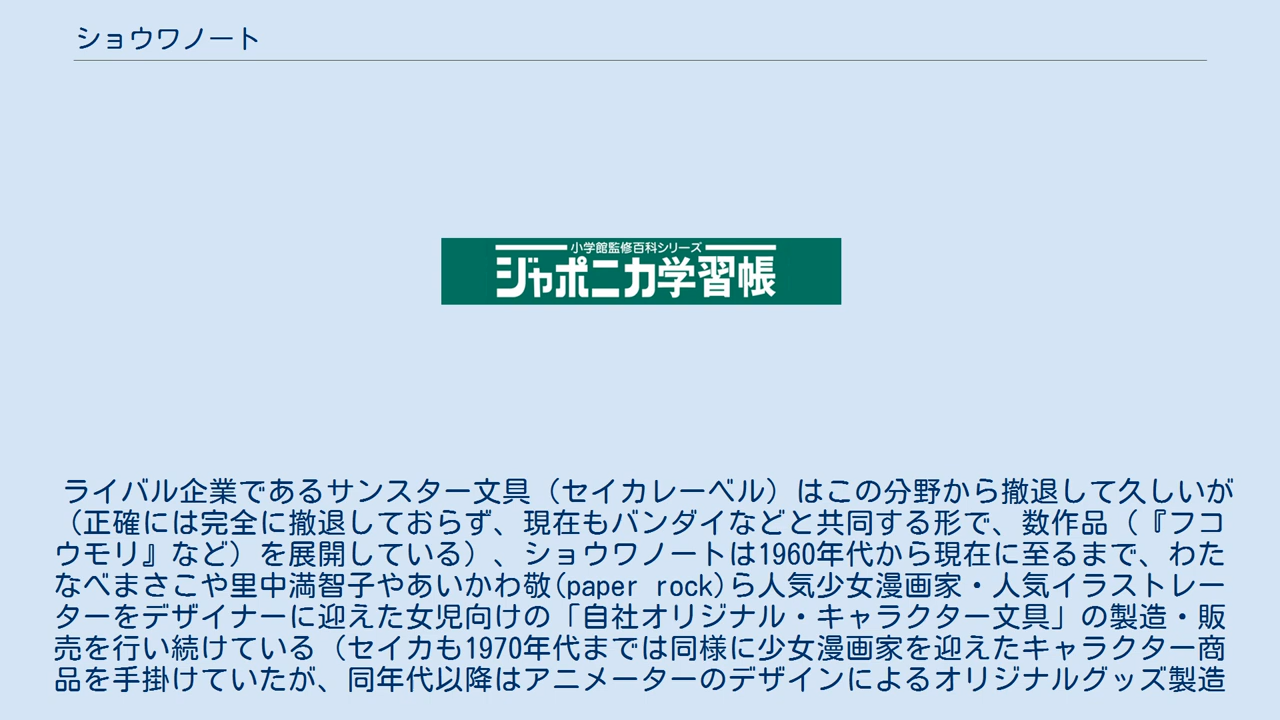 ショウワノート
小学館監修百科シリーズ
ジャポニカ学習帳
ライバル企業であるサンスター文具（セイカレーベル）はこの分野から撤退して久しいが
（正確には完全に撤退しておらず、現在もバンダイなどと共同する形で、数作品（『フコ
ウモリ』など）を展開している）、ショウワノートは1960年代から現在に至るまで、わた
なべまさこや里中満智子やあいかわ敬(paper rock)ら人気少女漫画家・人気イラストレー
ターをデザイナーに迎えた女児向けの「自社オリジナル・キャラクター文具」の製造・販
売を行い続けている（セイカも1970年代までは同様に少女漫画家を迎えたキャラクター商
品を手掛けていたが、同年代以降はアニメーターのデザインによるオリジナルグッズ製造